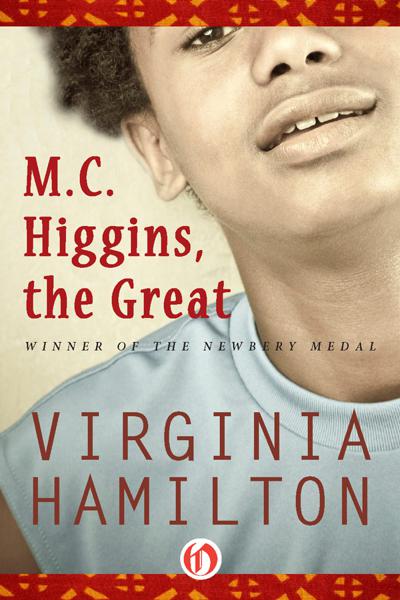 M.C.
Higgins,
the Great
WINNER OF THE NEWBERY MEDAL
VIRGINIA
HAMILTON